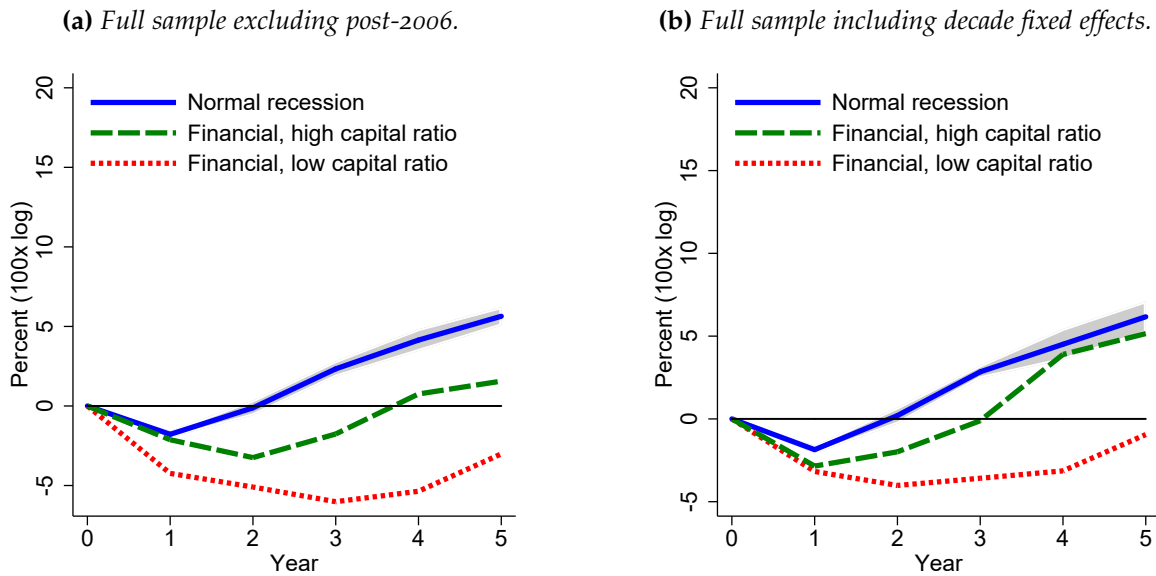 (a) Full sample excluding post-2006.
20
15
10
5
0
-5
Percent (100x log)
Normal recession
Financial, high capital ratio
Financial, low capital ratio
0 1 2 3 4 5
Year
(b) Full sample including decade fixed effects.
20
15
10
5
0
-5
Percent (100x log)
Normal recession
Financial, high capital ratio
Financial, low capital ratio
0 1 2 3 4 5
Year